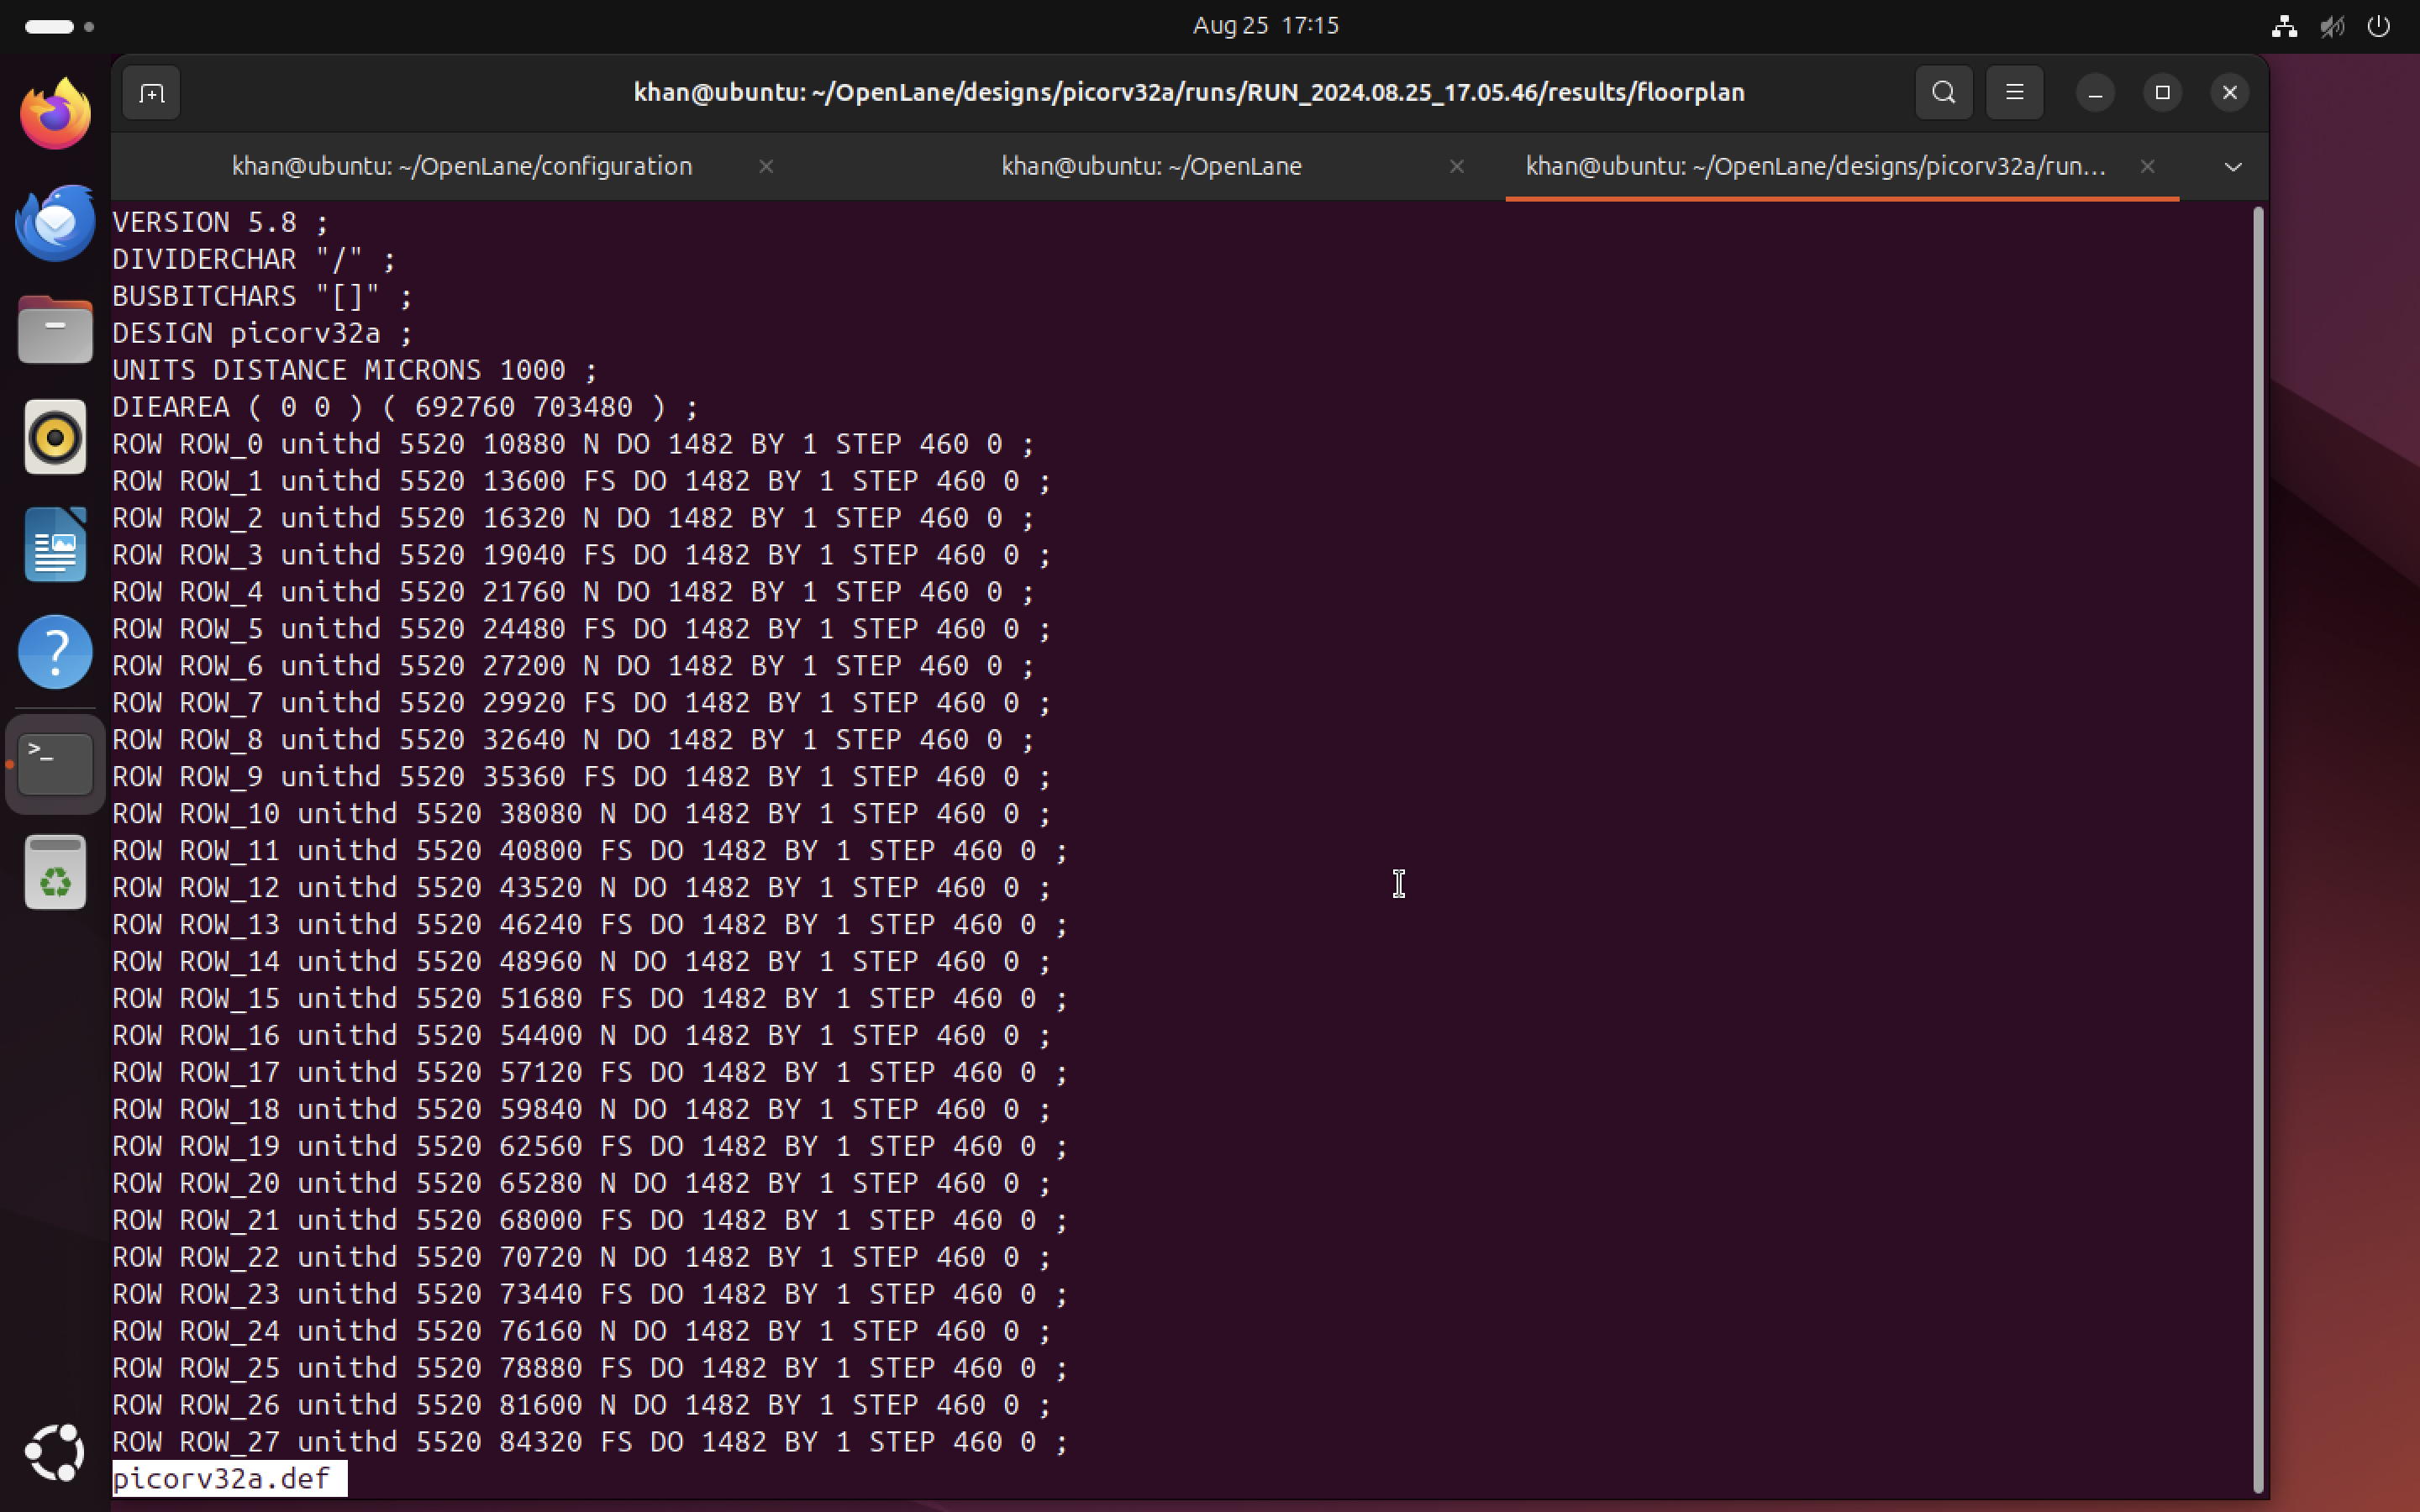 Aug 25 17:15
khan@ubuntu: ~/OpenLane/designs/picorv32a/runs/RUN_2024.08.25_17.05.46/results/floorplan
khan@ubuntu: ~/OpenLane/configuration
khan@ubuntu: ~/OpenLane
khan@ubuntu: ~/OpenLane/designs/picorv32a/run...
VERSION 5.8 ;
DIVIDERCHAR "/" ;
BUSBITCHARS "[]" ;
DESIGN picorv32a ;
UNITS DISTANCE MICRONS 1000 ;
DIEAREA ( 0 0 ) ( 692760 703480 ) ;
ROW ROW_0 unithd 5520 10880 N DO 1482 BY 1 STEP 460 0 ;
ROW ROW_1 unithd 5520 13600 FS DO 1482 BY 1 STEP 460 0 ;
ROW ROW_2 unithd 5520 16320 N DO 1482 BY 1 STEP 460 0 ;
ROW ROW_3 unithd 5520 19040 FS DO 1482 BY 1 STEP 460 0 ;
ROW ROW_4 unithd 5520 21760 N DO 1482 BY 1 STEP 460 0 ;
ROW ROW_5 unithd 5520 24480 FS DO 1482 BY 1 STEP 460 0 ;
ROW ROW_6 unithd 5520 27200 N DO 1482 BY 1 STEP 460 0 ;
ROW ROW_7 unithd 5520 29920 FS DO 1482 BY 1 STEP 460 0 ;
ROW ROW_8 unithd 5520 32640 N DO 1482 BY 1 STEP 460 0 ;
ROW ROW_9 unithd 5520 35360 FS DO 1482 BY 1 STEP 460 0 ;
ROW ROW_10 unithd 5520 38080 N DO 1482 BY 1 STEP 460 0 ;
ROW ROW_11 unithd 5520 40800 FS DO 1482 BY 1 STEP 460 0 ;
ROW ROW_12 unithd 5520 43520 N DO 1482 BY 1 STEP 460 0 ;
ROW ROW_13 unithd 5520 46240 FS DO 1482 BY 1 STEP 460 0 ;
ROW ROW_14 unithd 5520 48960 N DO 1482 BY 1 STEP 460 0 ;
ROW ROW_15 unithd 5520 51680 FS DO 1482 BY 1 STEP 460 0 ;
ROW ROW_16 unithd 5520 54400 N DO 1482 BY 1 STEP 460 0 ;
ROW ROW_17 unithd 5520 57120 FS DO 1482 BY 1 STEP 460 0 ;
ROW ROW_18 unithd 5520 59840 N DO 1482 BY 1 STEP 460 0 ;
ROW ROW_19 unithd 5520 62560 FS DO 1482 BY 1 STEP 460 0 ;
ROW ROW_20 unithd 5520 65280 N DO 1482 BY 1 STEP 460 0 ;
ROW ROW_21 unithd 5520 68000 FS DO 1482 BY 1 STEP 460 0 ;
ROW ROW_22 unithd 5520 70720 N DO 1482 BY 1 STEP 460 0 ;
ROW ROW_23 unithd 5520 73440 FS DO 1482 BY 1 STEP 460 0 ;
ROW ROW_24 unithd 5520 76160 N DO 1482 BY 1 STEP 460 0 ;
ROW ROW_25 unithd 5520 78880 FS DO 1482 BY 1 STEP 460 0 ;
ROW ROW_26 unithd 5520 81600 N DO 1482 BY 1 STEP 460 0 ;
ROW ROW_27 unithd 5520 84320 FS DO 1482 BY 1 STEP 460 0 ;
picorv32a.def